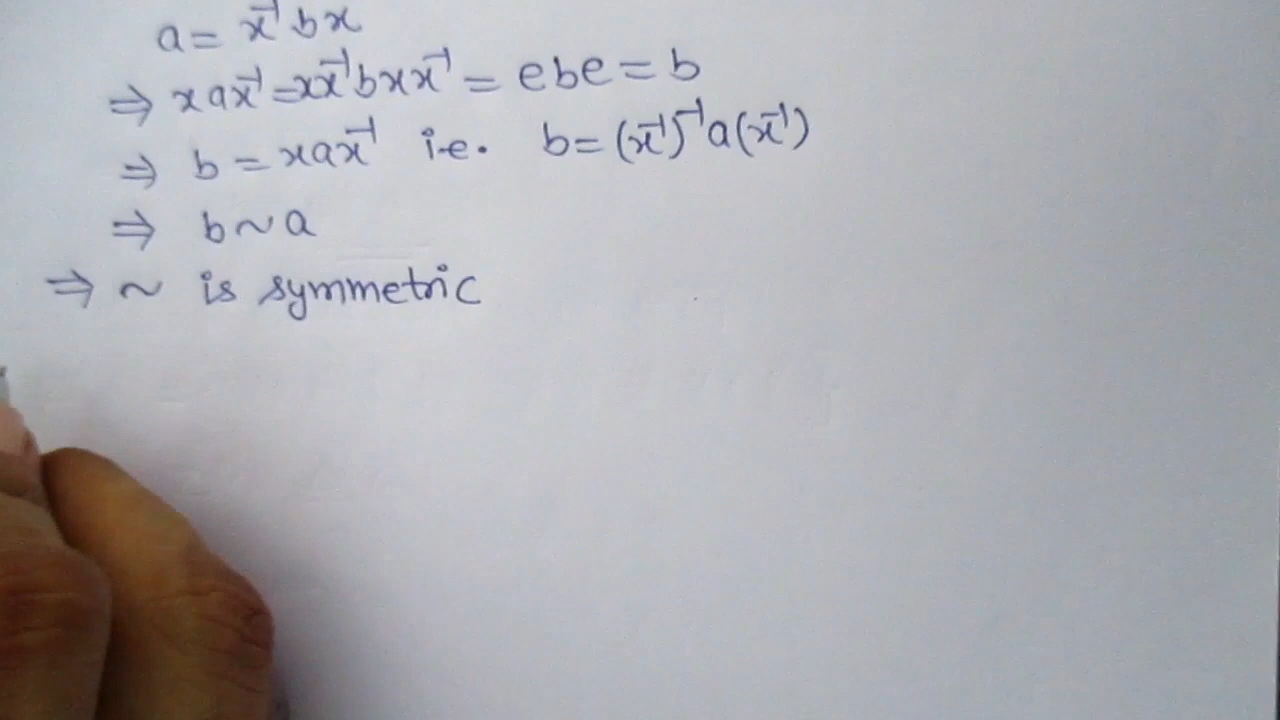 a = x⁻¹bx
⇒ xax⁻¹ = xx⁻¹bxx⁻¹ = ebe = b
⇒ b = xax⁻¹ i.e. b = (x⁻¹)⁻¹a(x⁻¹)
⇒ b~a
⇒ ~ is symmetric